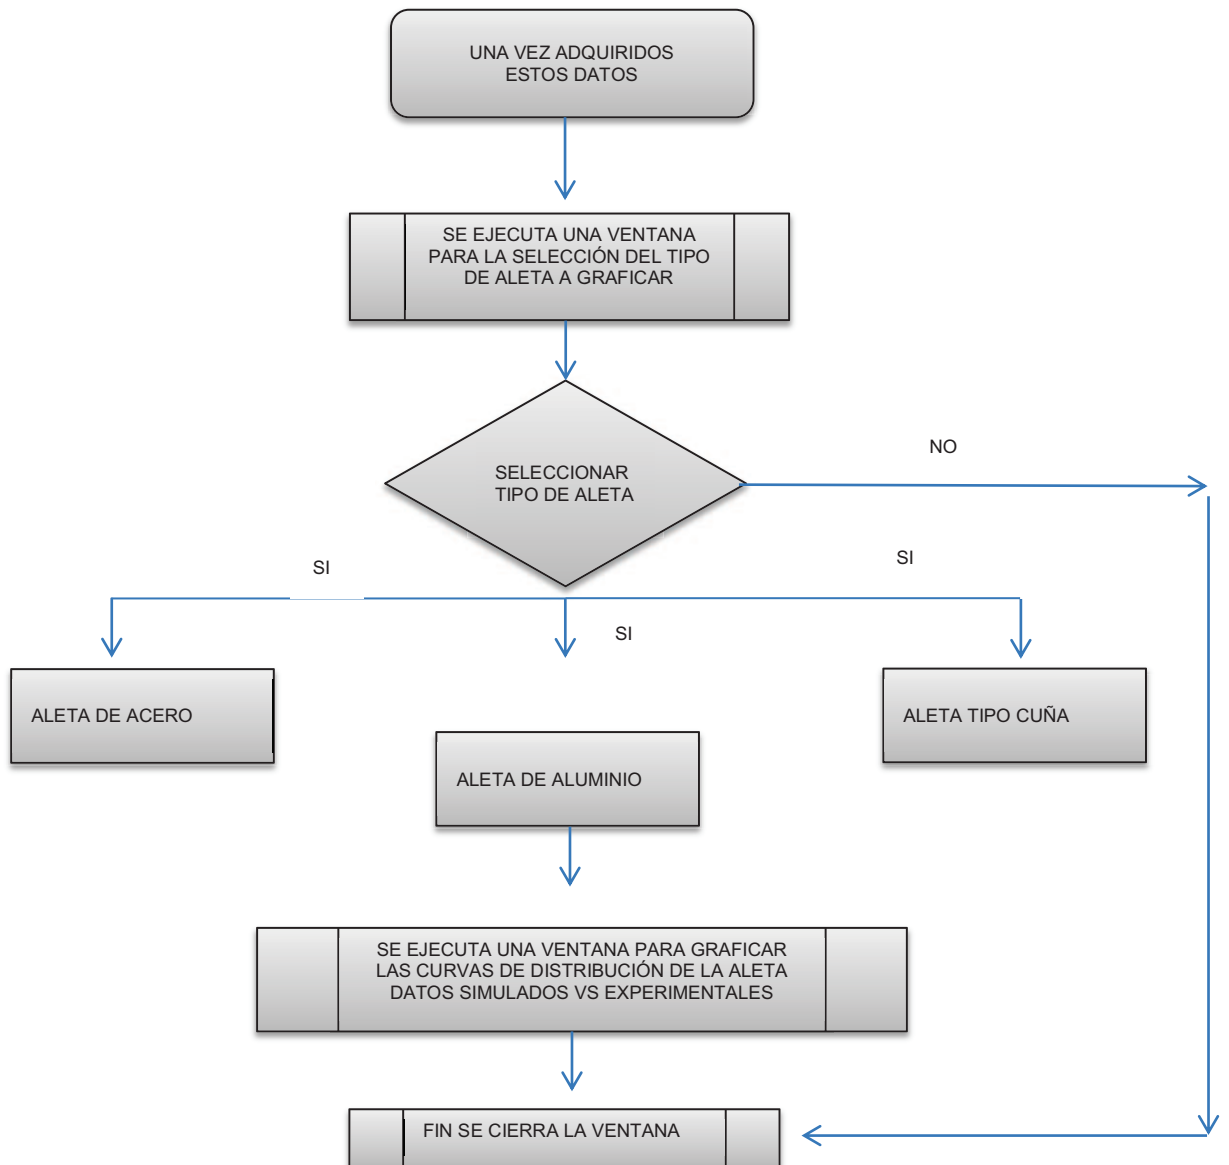 UNA VEZ ADQUIRIDOS
ESTOS DATOS
SE EJECUTA UNA VENTANA
PARA LA SELECCIÓN DEL TIPO
DE ALETA A GRAFICAR
NO
SELECCIONAR
TIPO DE ALETA
SI
SI
SI
ALETA DE ACERO
ALETA TIPO CUÑA
ALETA DE ALUMINIO
SE EJECUTA UNA VENTANA PARA GRAFICAR
LAS CURVAS DE DISTRIBUCIÓN DE LA ALETA
DATOS SIMULADOS VS EXPERIMENTALES
FIN SE CIERRA LA VENTANA